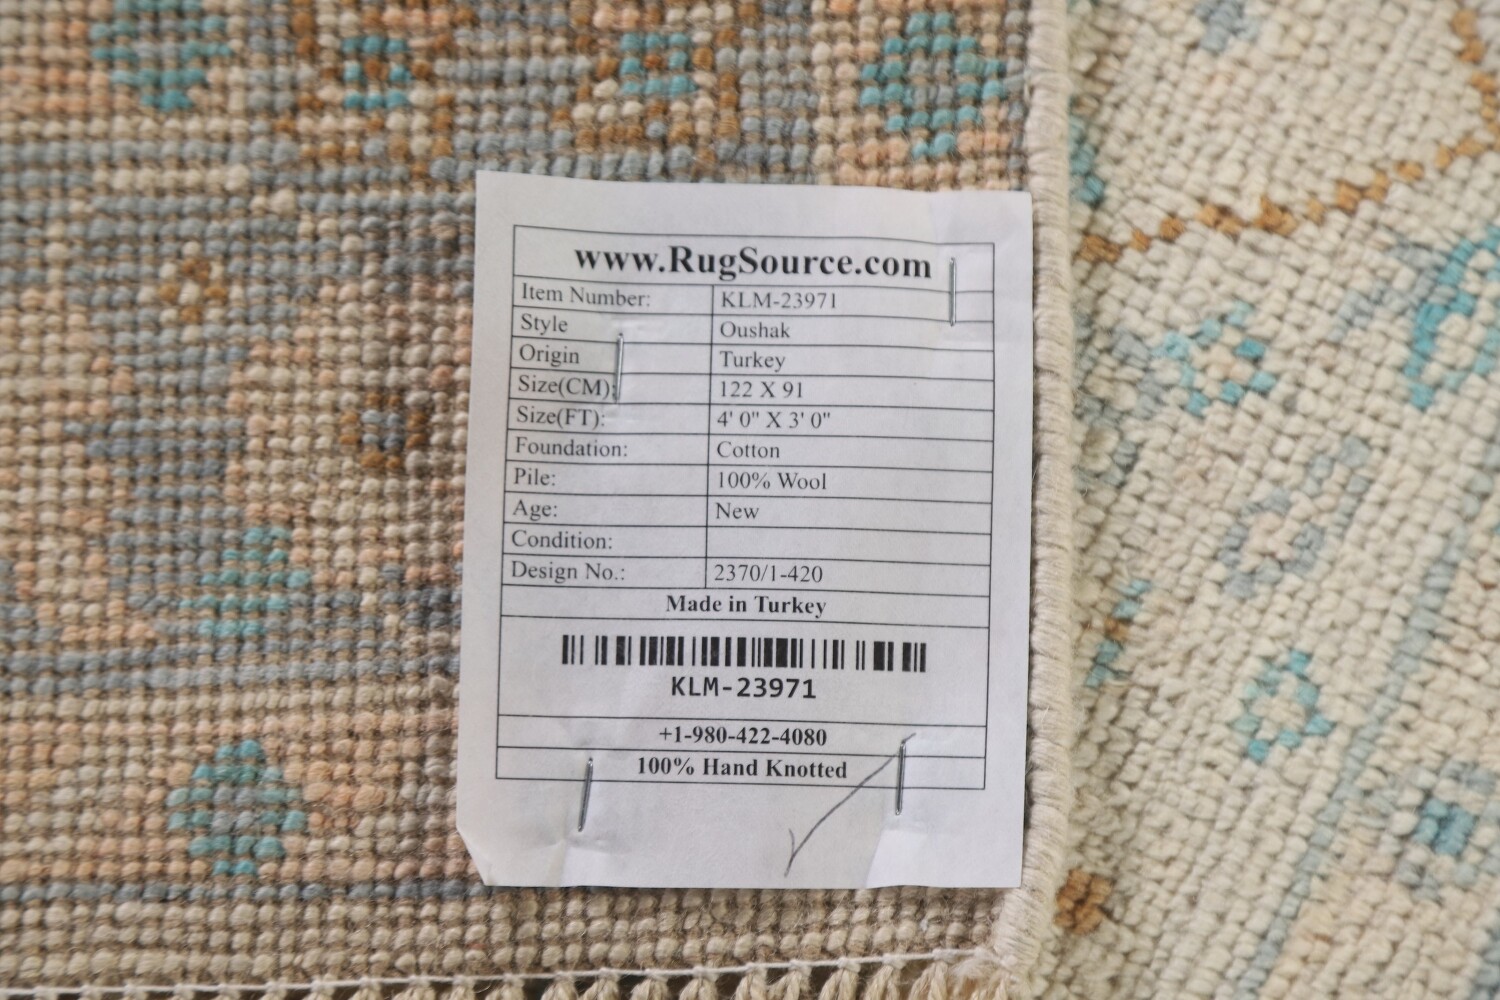 www.RugSource.com
Item Number: KLM-23971
Style Oushak
Origin Turkey
Size(CM): 122 X 91
Size(FT): 4' 0" X 3' 0"
Foundation: Cotton
Pile: 100% Wool
Age: New
Condition:
Design No.: 2370/1-420
Made in Turkey
KLM-23971
+1-980-422-4080
100% Hand Knotted